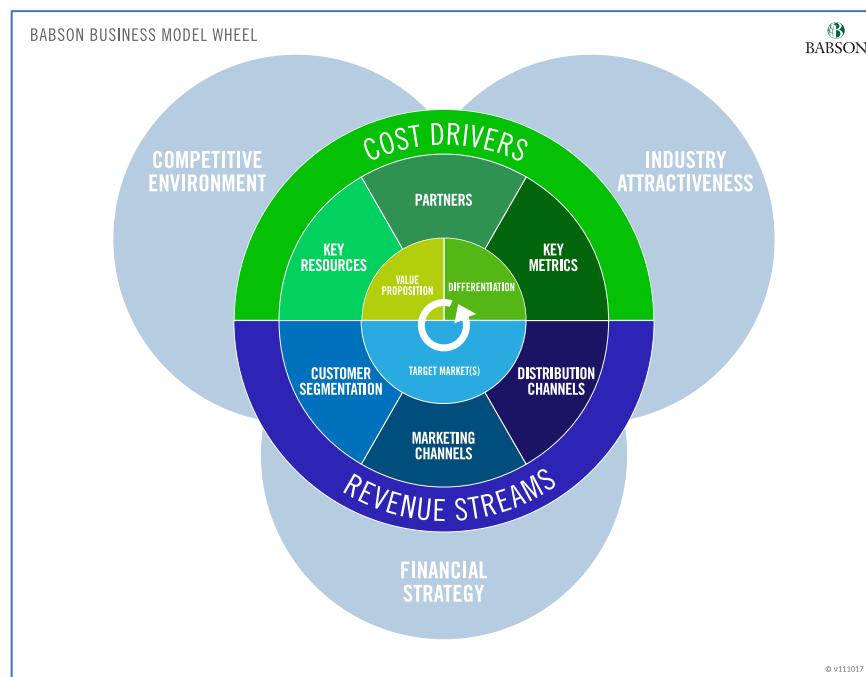 BABSON BUSINESS MODEL WHEEL
BABSON
COMPETITIVE
ENVIRONMENT
INDUSTRY
ATTRACTIVENESS
COST DRIVERS
PARTNERS
KEY
RESOURCES
KEY
METRICS
VALUE
PROPOSITION
DIFFERENTIATION
TARGET MARKET(S)
CUSTOMER
SEGMENTATION
DISTRIBUTION
CHANNELS
MARKETING
CHANNELS
REVENUE STREAMS
FINANCIAL
STRATEGY
© v111017